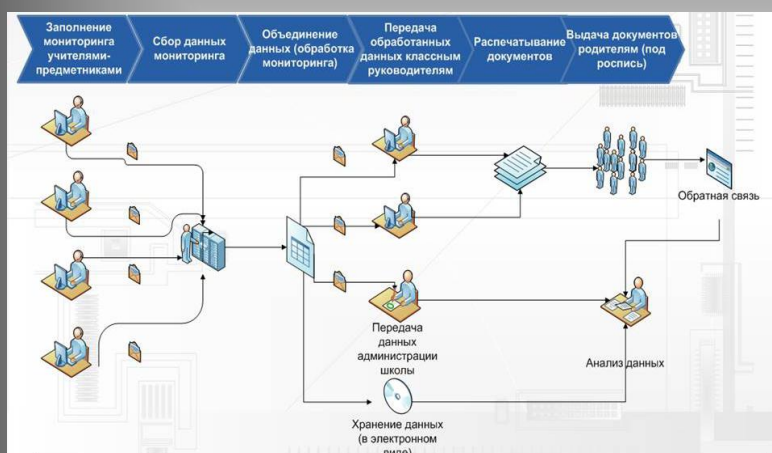 Заполнение
мониторинга
учителями-
предметниками
Сбор данных
мониторинга
Объединение
данных (обработка
мониторинга)
Передача
обработанных
данных классным
руководителям
Распечатывание
документов
Выдача документов
родителям (под
роспись)
Обратная связь
Передача
данных
администрации
школы
Анализ данных
Хранение данных
(в электронном
виде)